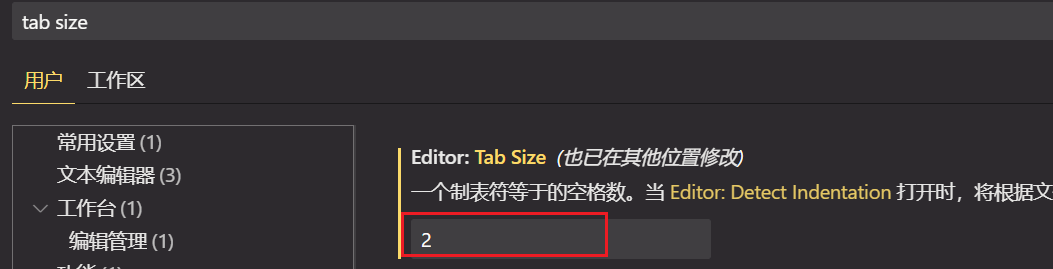 tab size
用户 工作区
常用设置 (1)
文本编辑器 (3)
工作台 (1)
编辑管理 (1)
Editor: Tab Size (也已在其他位置修改)
一个制表符等于的空格数。当 Editor: Detect Indentation 打开时，将根据文
2